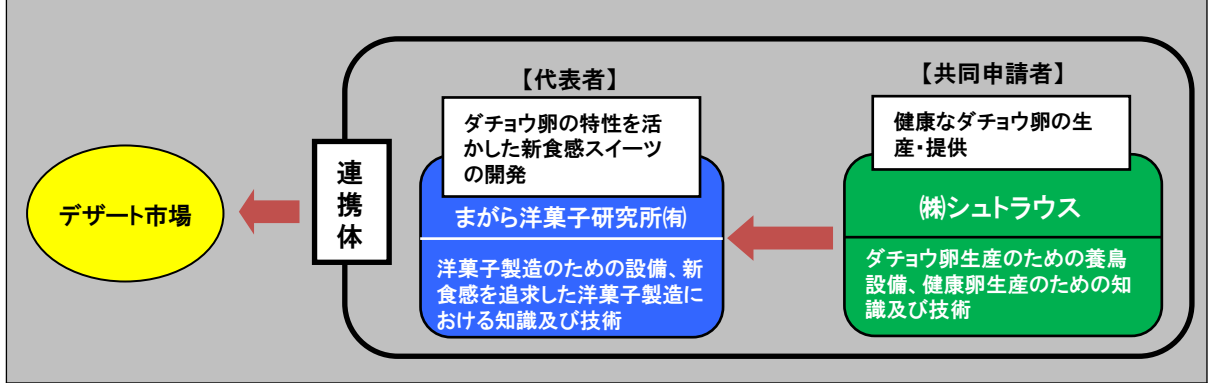 【代表者】
【共同申請者】
ダチョウ卵の特性を活
かした新食感スイーツ
の開発
健康なダチョウ卵の生
産・提供
連
携
体
デザート市場
まがら洋菓子研究所㈲
㈱シュトラウス
洋菓子製造のための設備、新
食感を追求した洋菓子製造に
おける知識及び技術
ダチョウ卵生産のための養鳥
設備、健康卵生産のための知
識及び技術